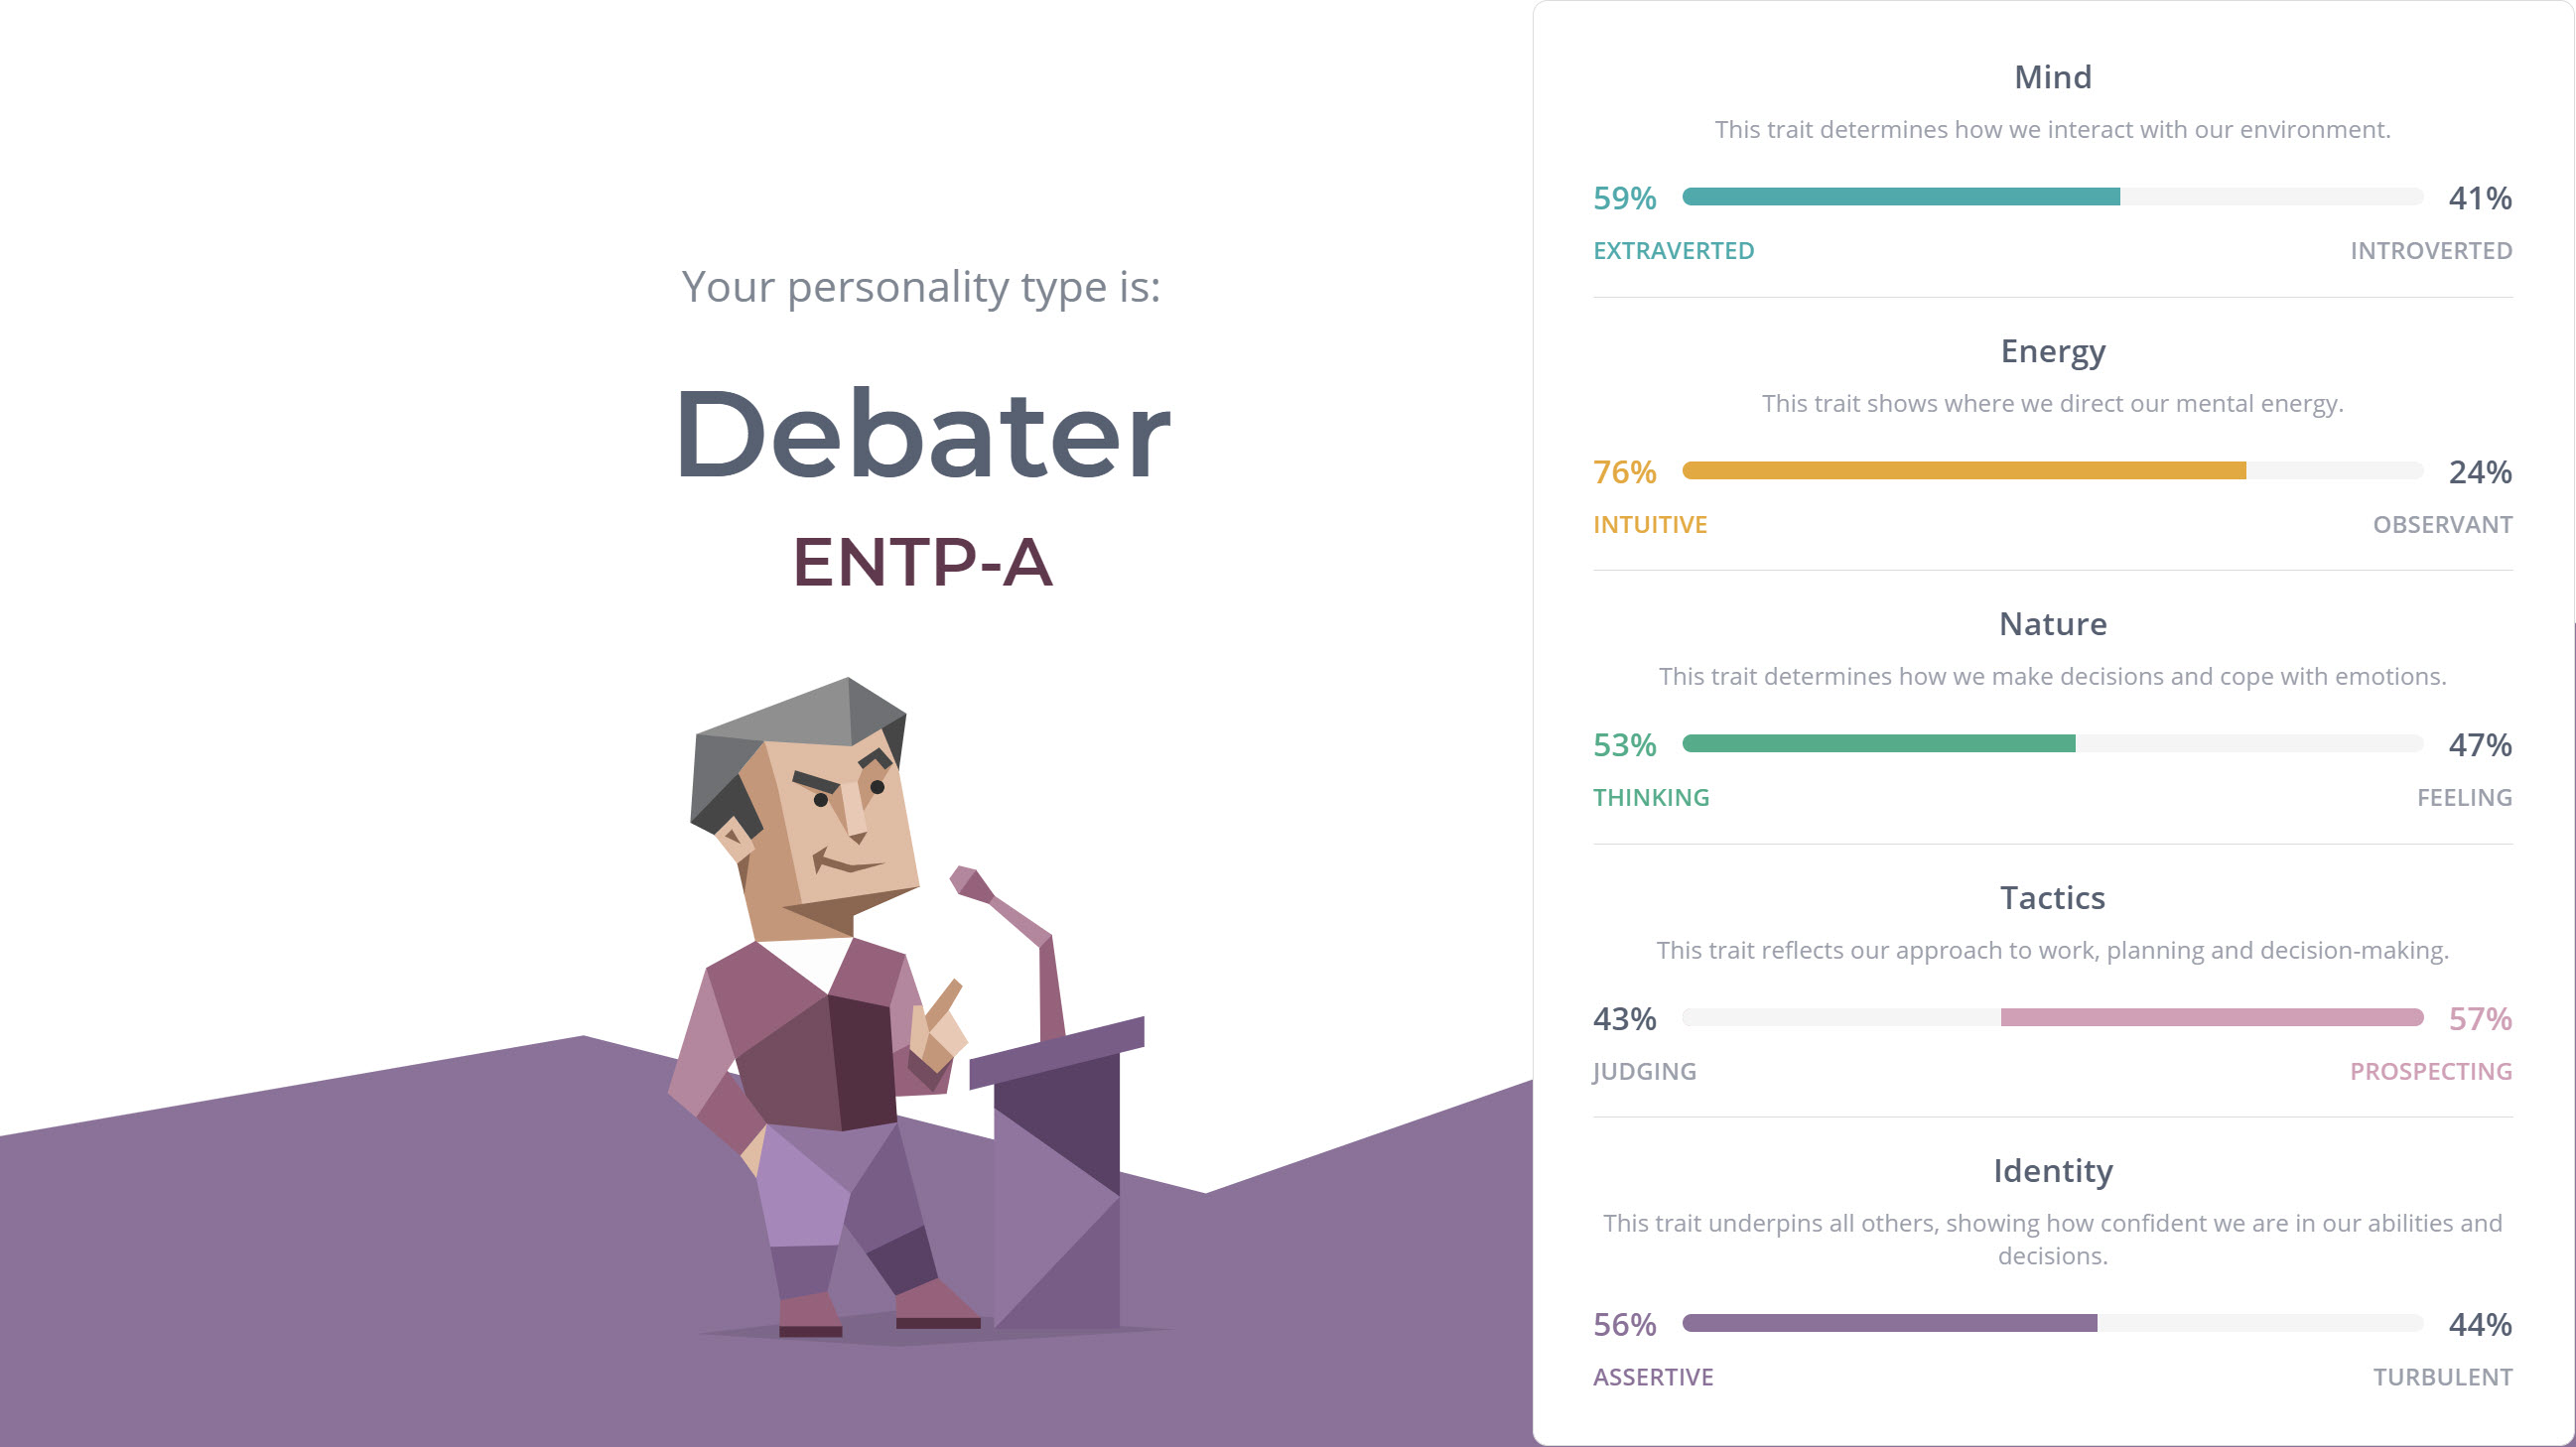 Your personality type is:
Debater
ENTP-A
Mind
This trait determines how we interact with our environment.
59% 41%
EXTRAVERTED INTROVERTED
Energy
This trait shows where we direct our mental energy.
76% 24%
INTUITIVE OBSERVANT
Nature
This trait determines how we make decisions and cope with emotions.
53% 47%
THINKING FEELING
Tactics
This trait reflects our approach to work, planning and decision-making.
43% 57%
JUDGING PROSPECTING
Identity
This trait underpins all others, showing how confident we are in our abilities and
decisions.
56% 44%
ASSERTIVE TURBULENT